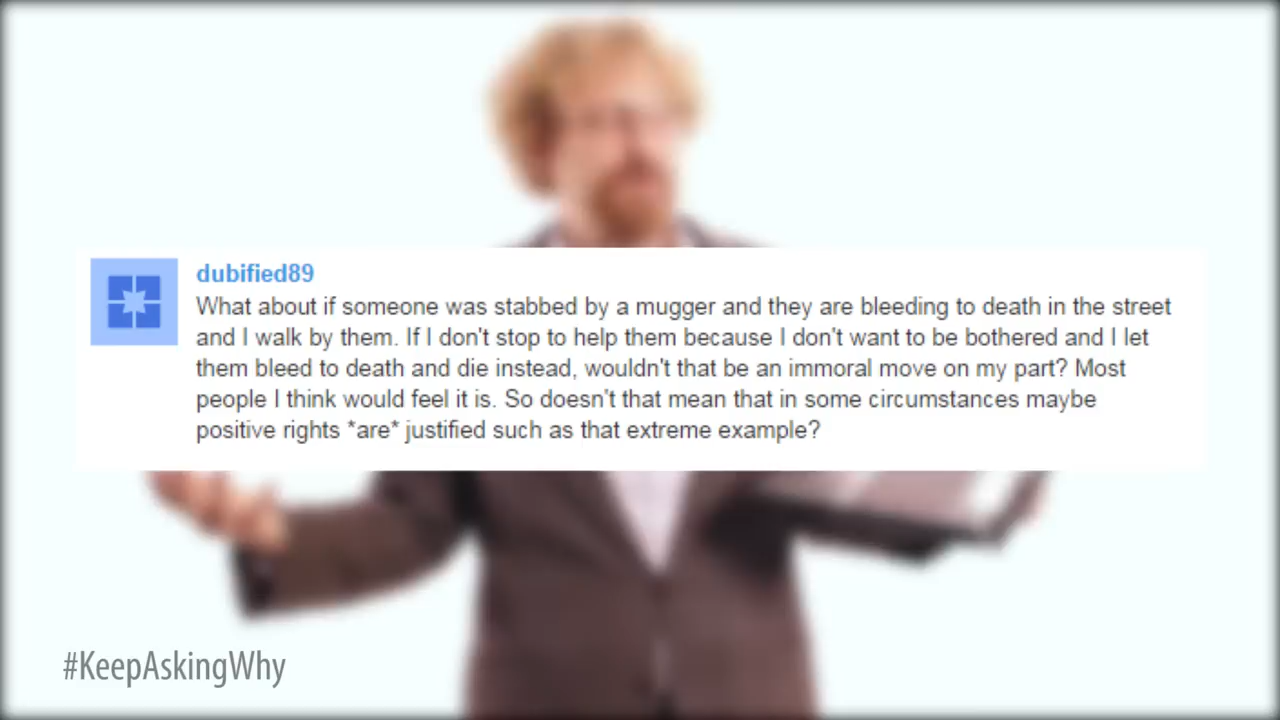 dubified89
What about if someone was stabbed by a mugger and they are bleeding to death in the street
and I walk by them. If I don't stop to help them because I don't want to be bothered and I let
them bleed to death and die instead, wouldn't that be an immoral move on my part? Most
people I think would feel it is. So doesn't that mean that in some circumstances maybe
positive rights *are* justified such as that extreme example?
#KeepAskingWhy